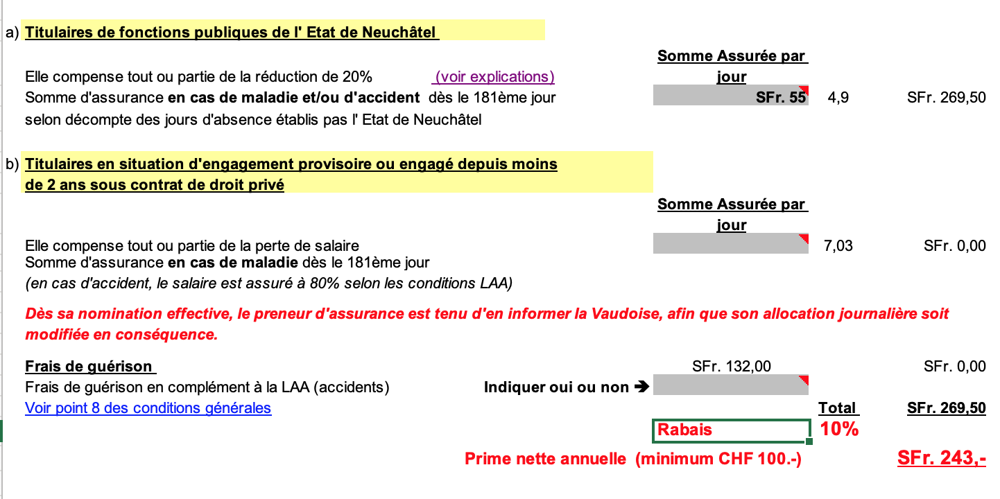 a) Titulaires de fonctions publiques de l' Etat de Neuchâtel
Somme Assurée par
jour
Elle compense tout ou partie de la réduction de 20% (voir explications)
Somme d'assurance en cas de maladie et/ou d'accident dès le 181ème jour SFr. 55 4,9 SFr. 269,50
selon décompte des jours d'absence établis pas l' Etat de Neuchâtel
b) Titulaires en situation d'engagement provisoire ou engagé depuis moins
de 2 ans sous contrat de droit privé
Somme Assurée par
jour
Elle compense tout ou partie de la perte de salaire 7,03 SFr. 0,00
Somme d'assurance en cas de maladie dès le 181ème jour
(en cas d'accident, le salaire est assuré à 80% selon les conditions LAA)
Dès sa nomination effective, le preneur d'assurance est tenu d'en informer la Vaudoise, afin que son allocation journalière soit
modifiée en conséquence.
Frais de guérison SFr. 132,00 SFr. 0,00
Frais de guérison en complément à la LAA (accidents) Indiquer oui ou non ➔
Voir point 8 des conditions générales Total SFr. 269,50
Rabais 10%
Prime nette annuelle (minimum CHF 100.-) SFr. 243,-